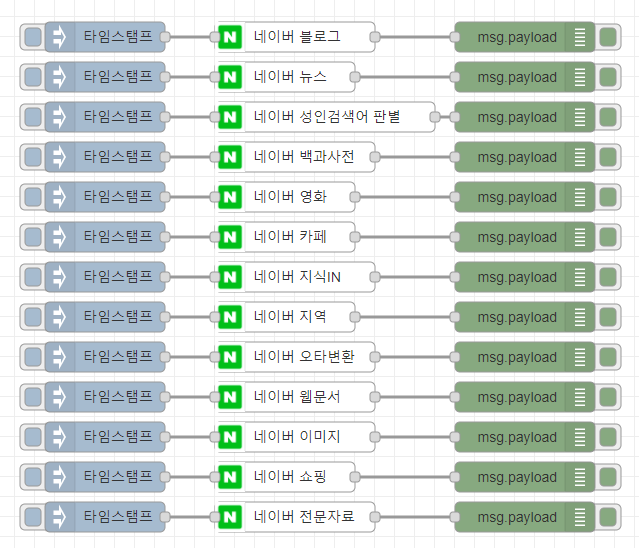 타임스탬프 네이버 블로그 msg.payload
타임스탬프 네이버 뉴스 msg.payload
타임스탬프 네이버 성인검색어 판별 msg.payload
타임스탬프 네이버 백과사전 msg.payload
타임스탬프 네이버 영화 msg.payload
타임스탬프 네이버 카페 msg.payload
타임스탬프 네이버 지식IN msg.payload
타임스탬프 네이버 지역 msg.payload
타임스탬프 네이버 오타변환 msg.payload
타임스탬프 네이버 웹문서 msg.payload
타임스탬프 네이버 이미지 msg.payload
타임스탬프 네이버 쇼핑 msg.payload
타임스탬프 네이버 전문자료 msg.payload